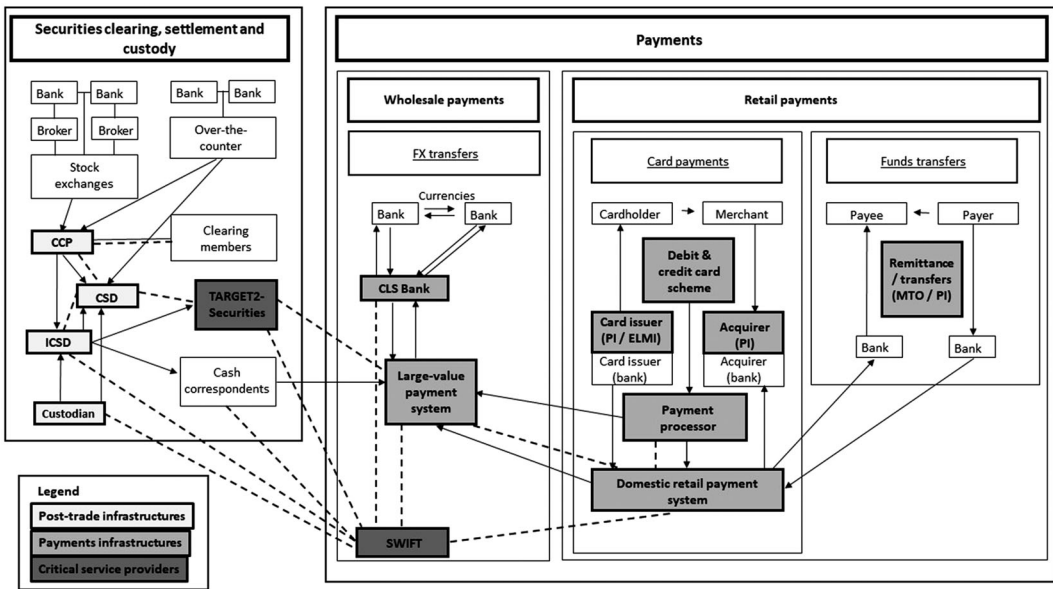 Securities clearing, settlement and
custody
Bank
Bank
Bank
Bank
Broker
Broker
Over-the-
counter
Stock
exchanges
CCP
Clearing
members
CSD
TARGET2-
Securities
ICSD
Cash
correspondents
Custodian
Legend
Post-trade infrastructures
Payments infrastructures
Critical service providers
Payments
Wholesale payments
FX transfers
Currencies
Bank
Bank
CLS Bank
Large-value
payment
system
SWIFT
Retail payments
Card payments
Cardholder
Merchant
Debit &
credit card
scheme
Card issuer
(PI / ELMI)
Card issuer
(bank)
Acquirer
(PI)
Acquirer
(bank)
Payment
processor
Domestic retail payment
system
Funds transfers
Payee
Payer
Remittance
/ transfers
(MTO / PI)
Bank
Bank